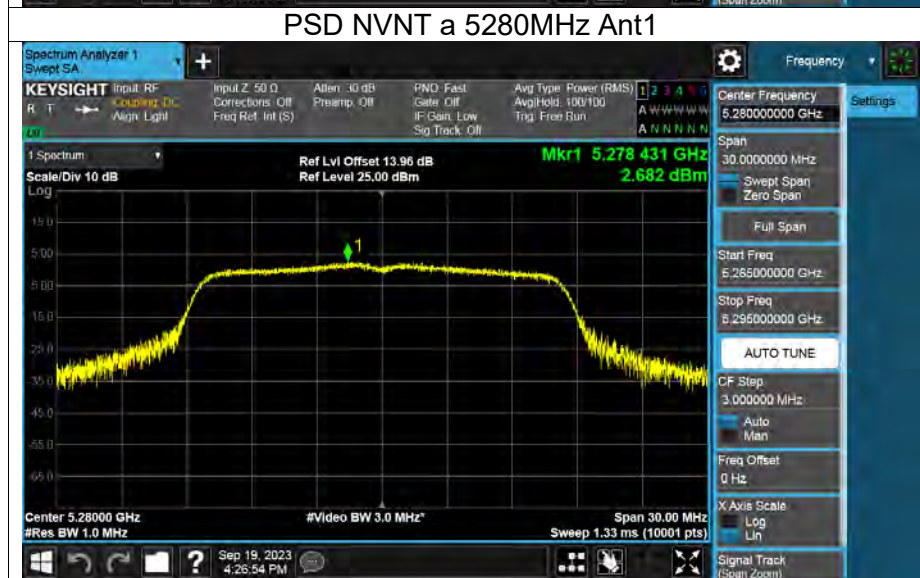 (Span Zoom)
PSD NVNT a 5280MHz Ant1
Spectrum Analyzer 1
Swept SA
+
Frequency
KEYSIGHT
Input: RF
Input Z: 50 Ω
Atten: 30 dB
PNO: Fast
Avg Type: Power (RMS)
1 2 3 4 5 6
R T
Coupling: DC
Corrections: Off
Preamp: Off
Gate: Off
Avg|Hold: 100/100
A W W W W W
Align: Light
Freq Ref: Int (S)
IF Gain: Low
Trig: Free Run
Sig Track: Off
A N N N N N
1 Spectrum
Ref Lvl Offset 13.96 dB
Mkr1 5.278 431 GHz
Scale/Div 10 dB
Ref Level 25.00 dBm
2.682 dBm
Log
15.0
5.00
1
-5.00
-15.0
-25.0
-35.0
-45.0
-55.0
-65.0
Center 5.28000 GHz
#Video BW 3.0 MHz*
Span 30.00 MHz
#Res BW 1.0 MHz
Sweep 1.33 ms (10001 pts)
?
Sep 19, 2023
4:26:54 PM
Center Frequency
5.280000000 GHz
Settings
Span
30.0000000 MHz
Swept Span
Zero Span
Full Span
Start Freq
5.265000000 GHz
Stop Freq
5.295000000 GHz
AUTO TUNE
CF Step
3.000000 MHz
Auto
Man
Freq Offset
0 Hz
X Axis Scale
Log
Lin
Signal Track
(Span Zoom)